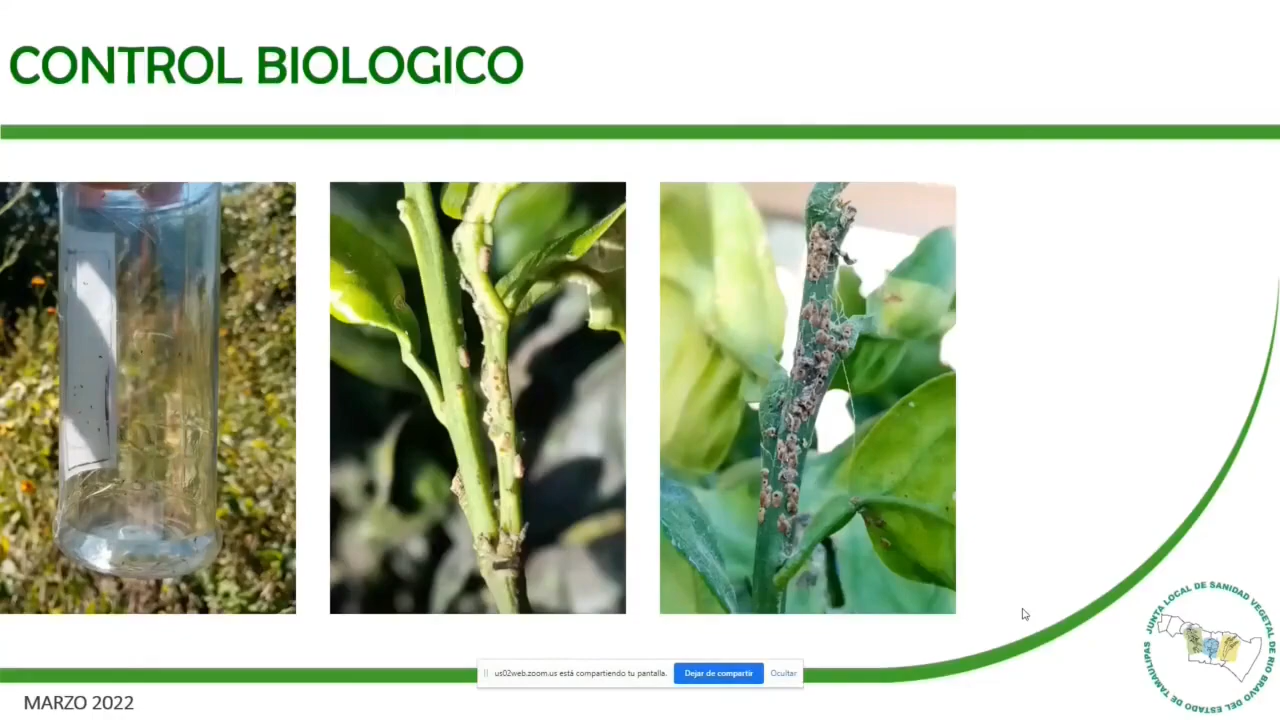 CONTROL BIOLOGICO
us02web.zoom.us está compartiendo tu pantalla.
Dejar de compartir
Ocultar
MARZO 2022
JUNTA LOCAL DE SANIDAD VEGETAL DE RIO BRAVO DEL ESTADO DE TAMAULIPAS